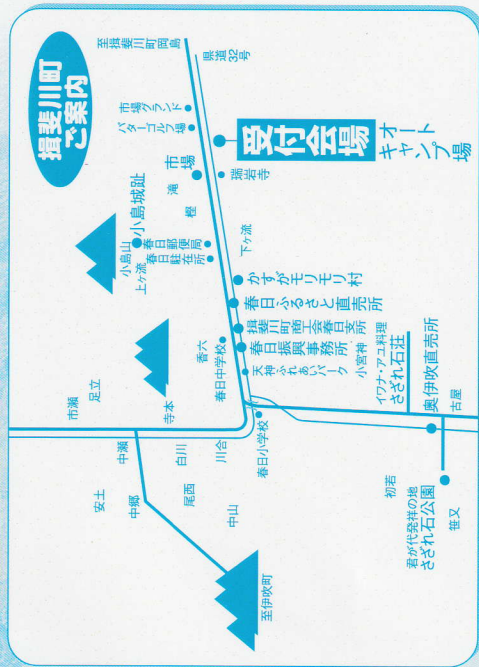 揖斐川町
ご案内
至揖斐川町岡島
県道32号
市場グランド
パターゴルフ場
受付会場
オート
キャンプ場
市場
瑞岩寺
滝
樫
小島山
小島城趾
上ヶ流
下ヶ流
春日郵便局
春日駐在所
かすがモリモリ村
春日ふるさと直売所
揖斐川町商工会春日支所
春日振興事務所
天神ふれあいパーク
小宮神
香六
春日中学校
春日小学校
市瀬
足立
寺本
中瀬
白川
川合
安土
中郷
尾西
中山
至伊吹町
イワナ・アユ料理
さざれ石荘
奥伊吹直売所
古屋
初若
君が代発祥の地
さざれ石公園
笹又